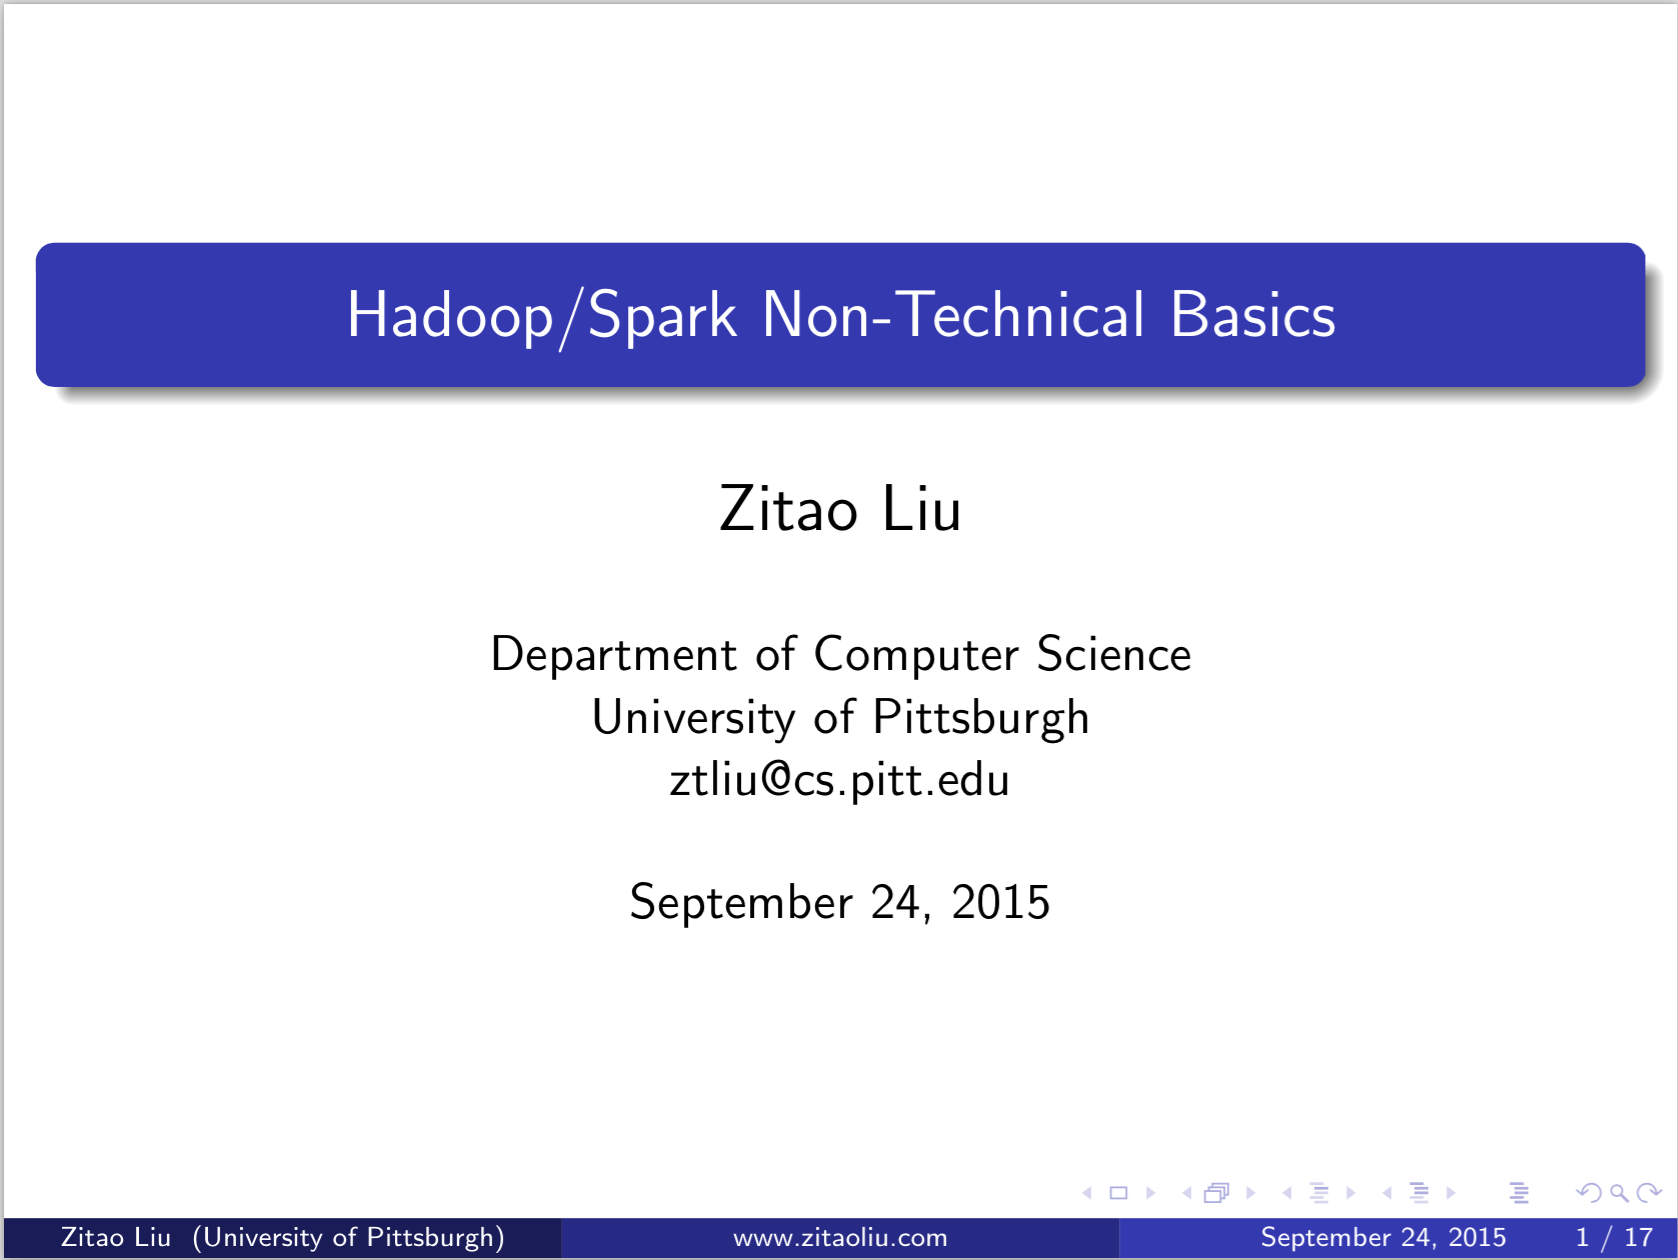 Hadoop/Spark Non-Technical Basics
Zitao Liu
Department of Computer Science
University of Pittsburgh
ztliu@cs.pitt.edu
September 24, 2015
Zitao Liu (University of Pittsburgh)
www.zitaoliu.com
September 24, 2015
1 / 17